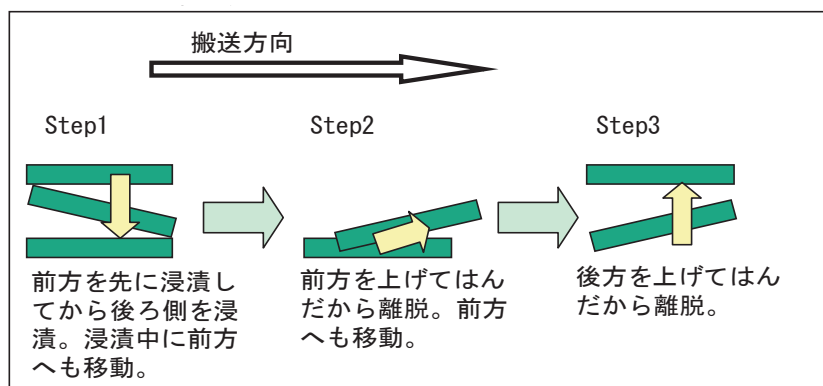 搬送方向
Step1
Step2
Step3
前方を先に浸漬し
てから後ろ側を浸
漬。浸漬中に前方
へも移動。
前方を上げてはん
だから離脱。前方
へも移動。
後方を上げてはん
だから離脱。